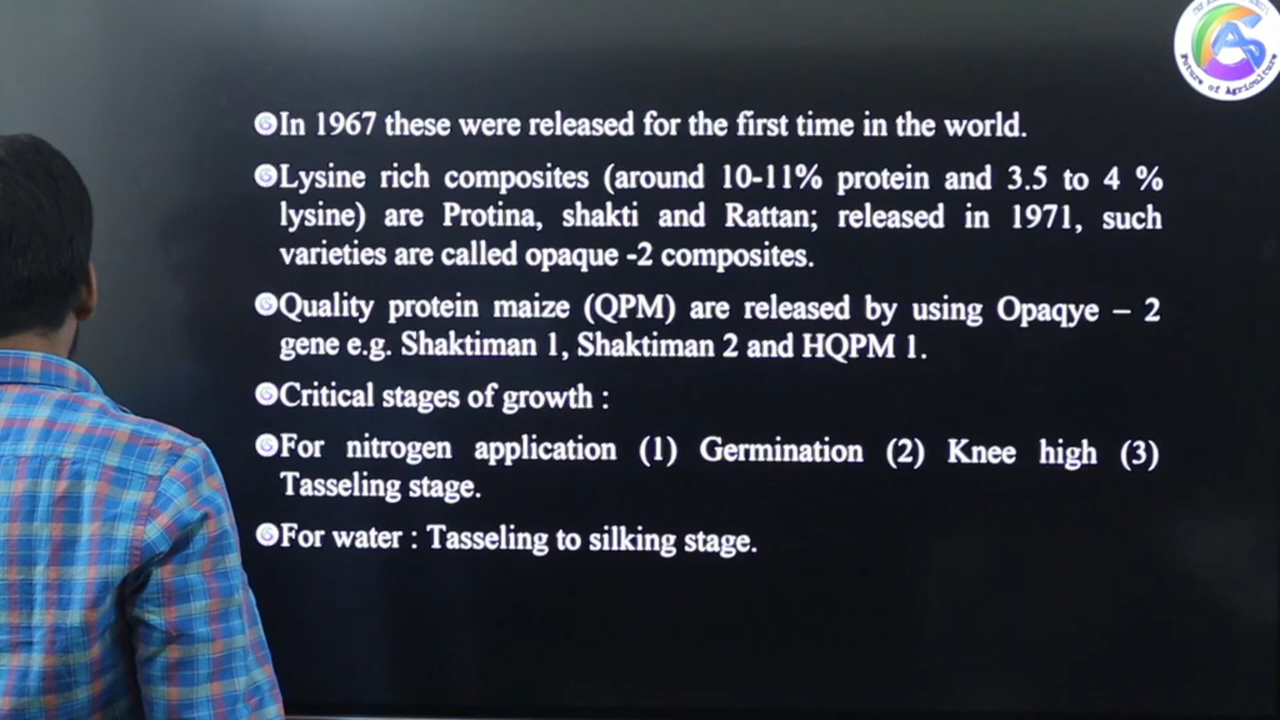 In 1967 these were released for the first time in the world.
Lysine rich composites (around 10-11% protein and 3.5 to 4 %
lysine) are Protina, shakti and Rattan; released in 1971, such
varieties are called opaque -2 composites.
Quality protein maize (QPM) are released by using Opaqye – 2
gene e.g. Shaktiman 1, Shaktiman 2 and HQPM 1.
Critical stages of growth :
For nitrogen application (1) Germination (2) Knee high (3)
Tasseling stage.
For water : Tasseling to silking stage.
Future of Agriculture